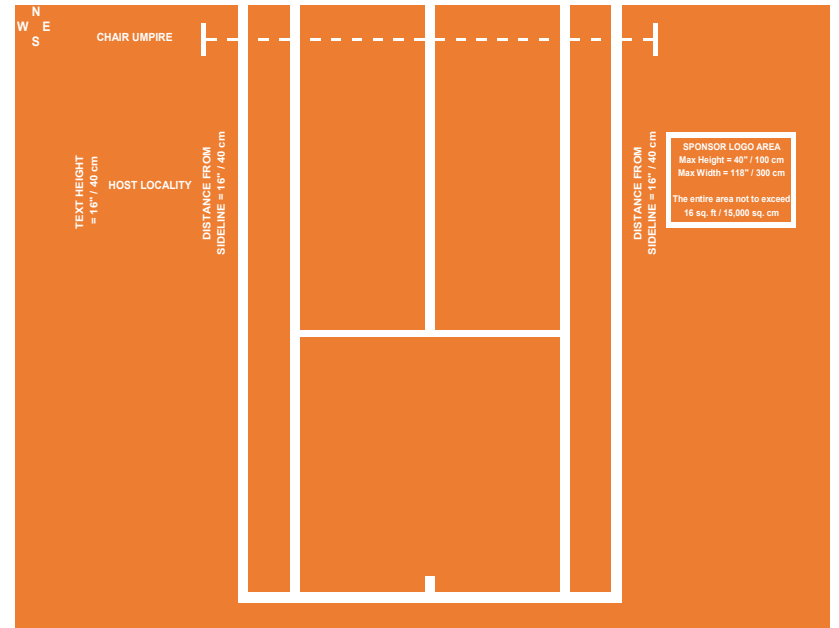 N
W E
S
CHAIR UMPIRE
TEXT HEIGHT
= 16" / 40 cm
HOST LOCALITY
DISTANCE FROM
SIDELINE = 16" / 40 cm
DISTANCE FROM
SIDELINE = 16" / 40 cm
SPONSOR LOGO AREA
Max Height = 40" / 100 cm
Max Width = 118" / 300 cm
The entire area not to exceed
16 sq. ft / 15,000 sq. cm